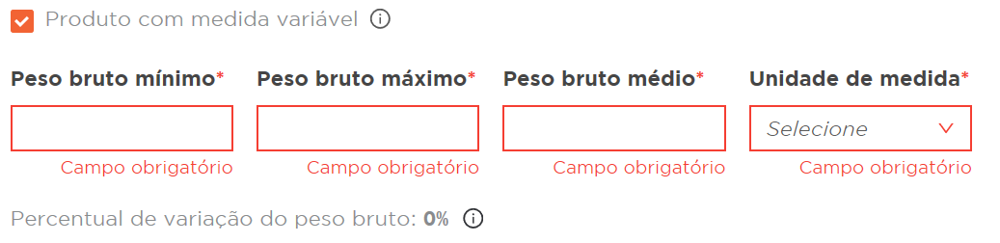 Produto com medida variável
Peso bruto mínimo* Peso bruto máximo* Peso bruto médio* Unidade de medida*
Selecione
Campo obrigatório Campo obrigatório Campo obrigatório Campo obrigatório
Percentual de variação do peso bruto: 0%